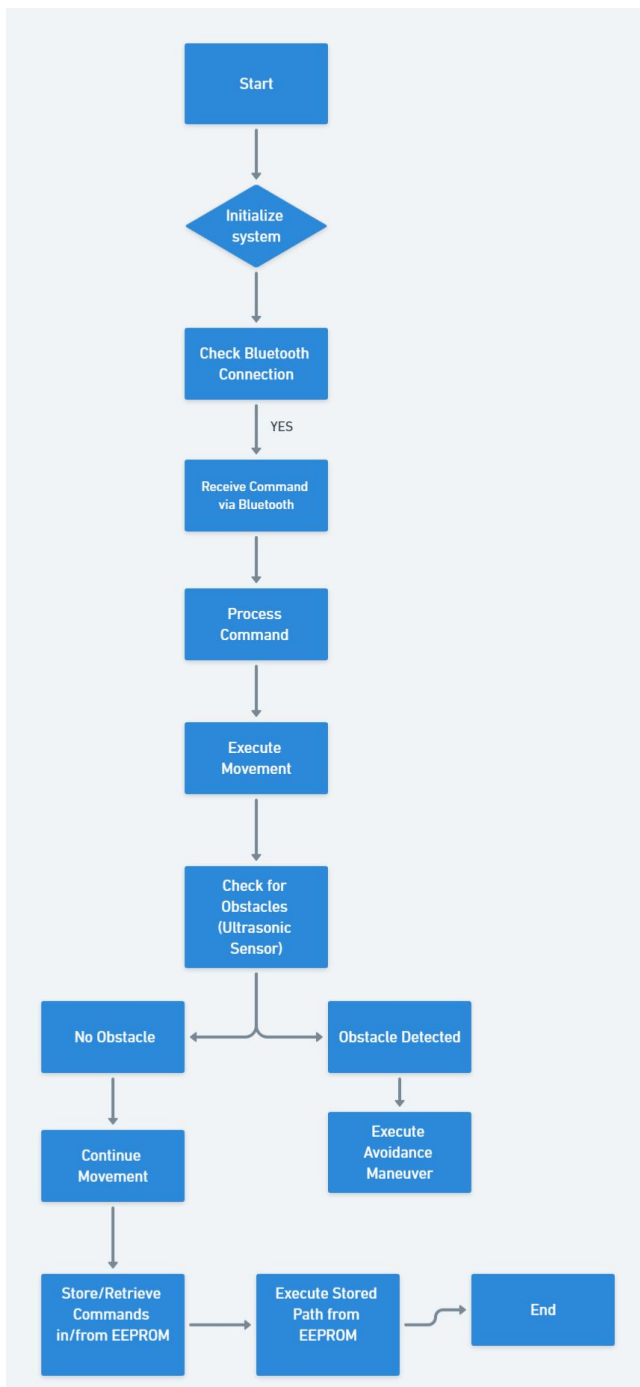 Start
Initialize
system
Check Bluetooth
Connection
YES
Receive Command
via Bluetooth
Process
Command
Execute
Movement
Check for
Obstacles
(Ultrasonic
Sensor)
No Obstacle
Obstacle Detected
Continue
Movement
Execute
Avoidance
Maneuver
Store/Retrieve
Commands
in/from EEPROM
Execute Stored
Path from
EEPROM
End